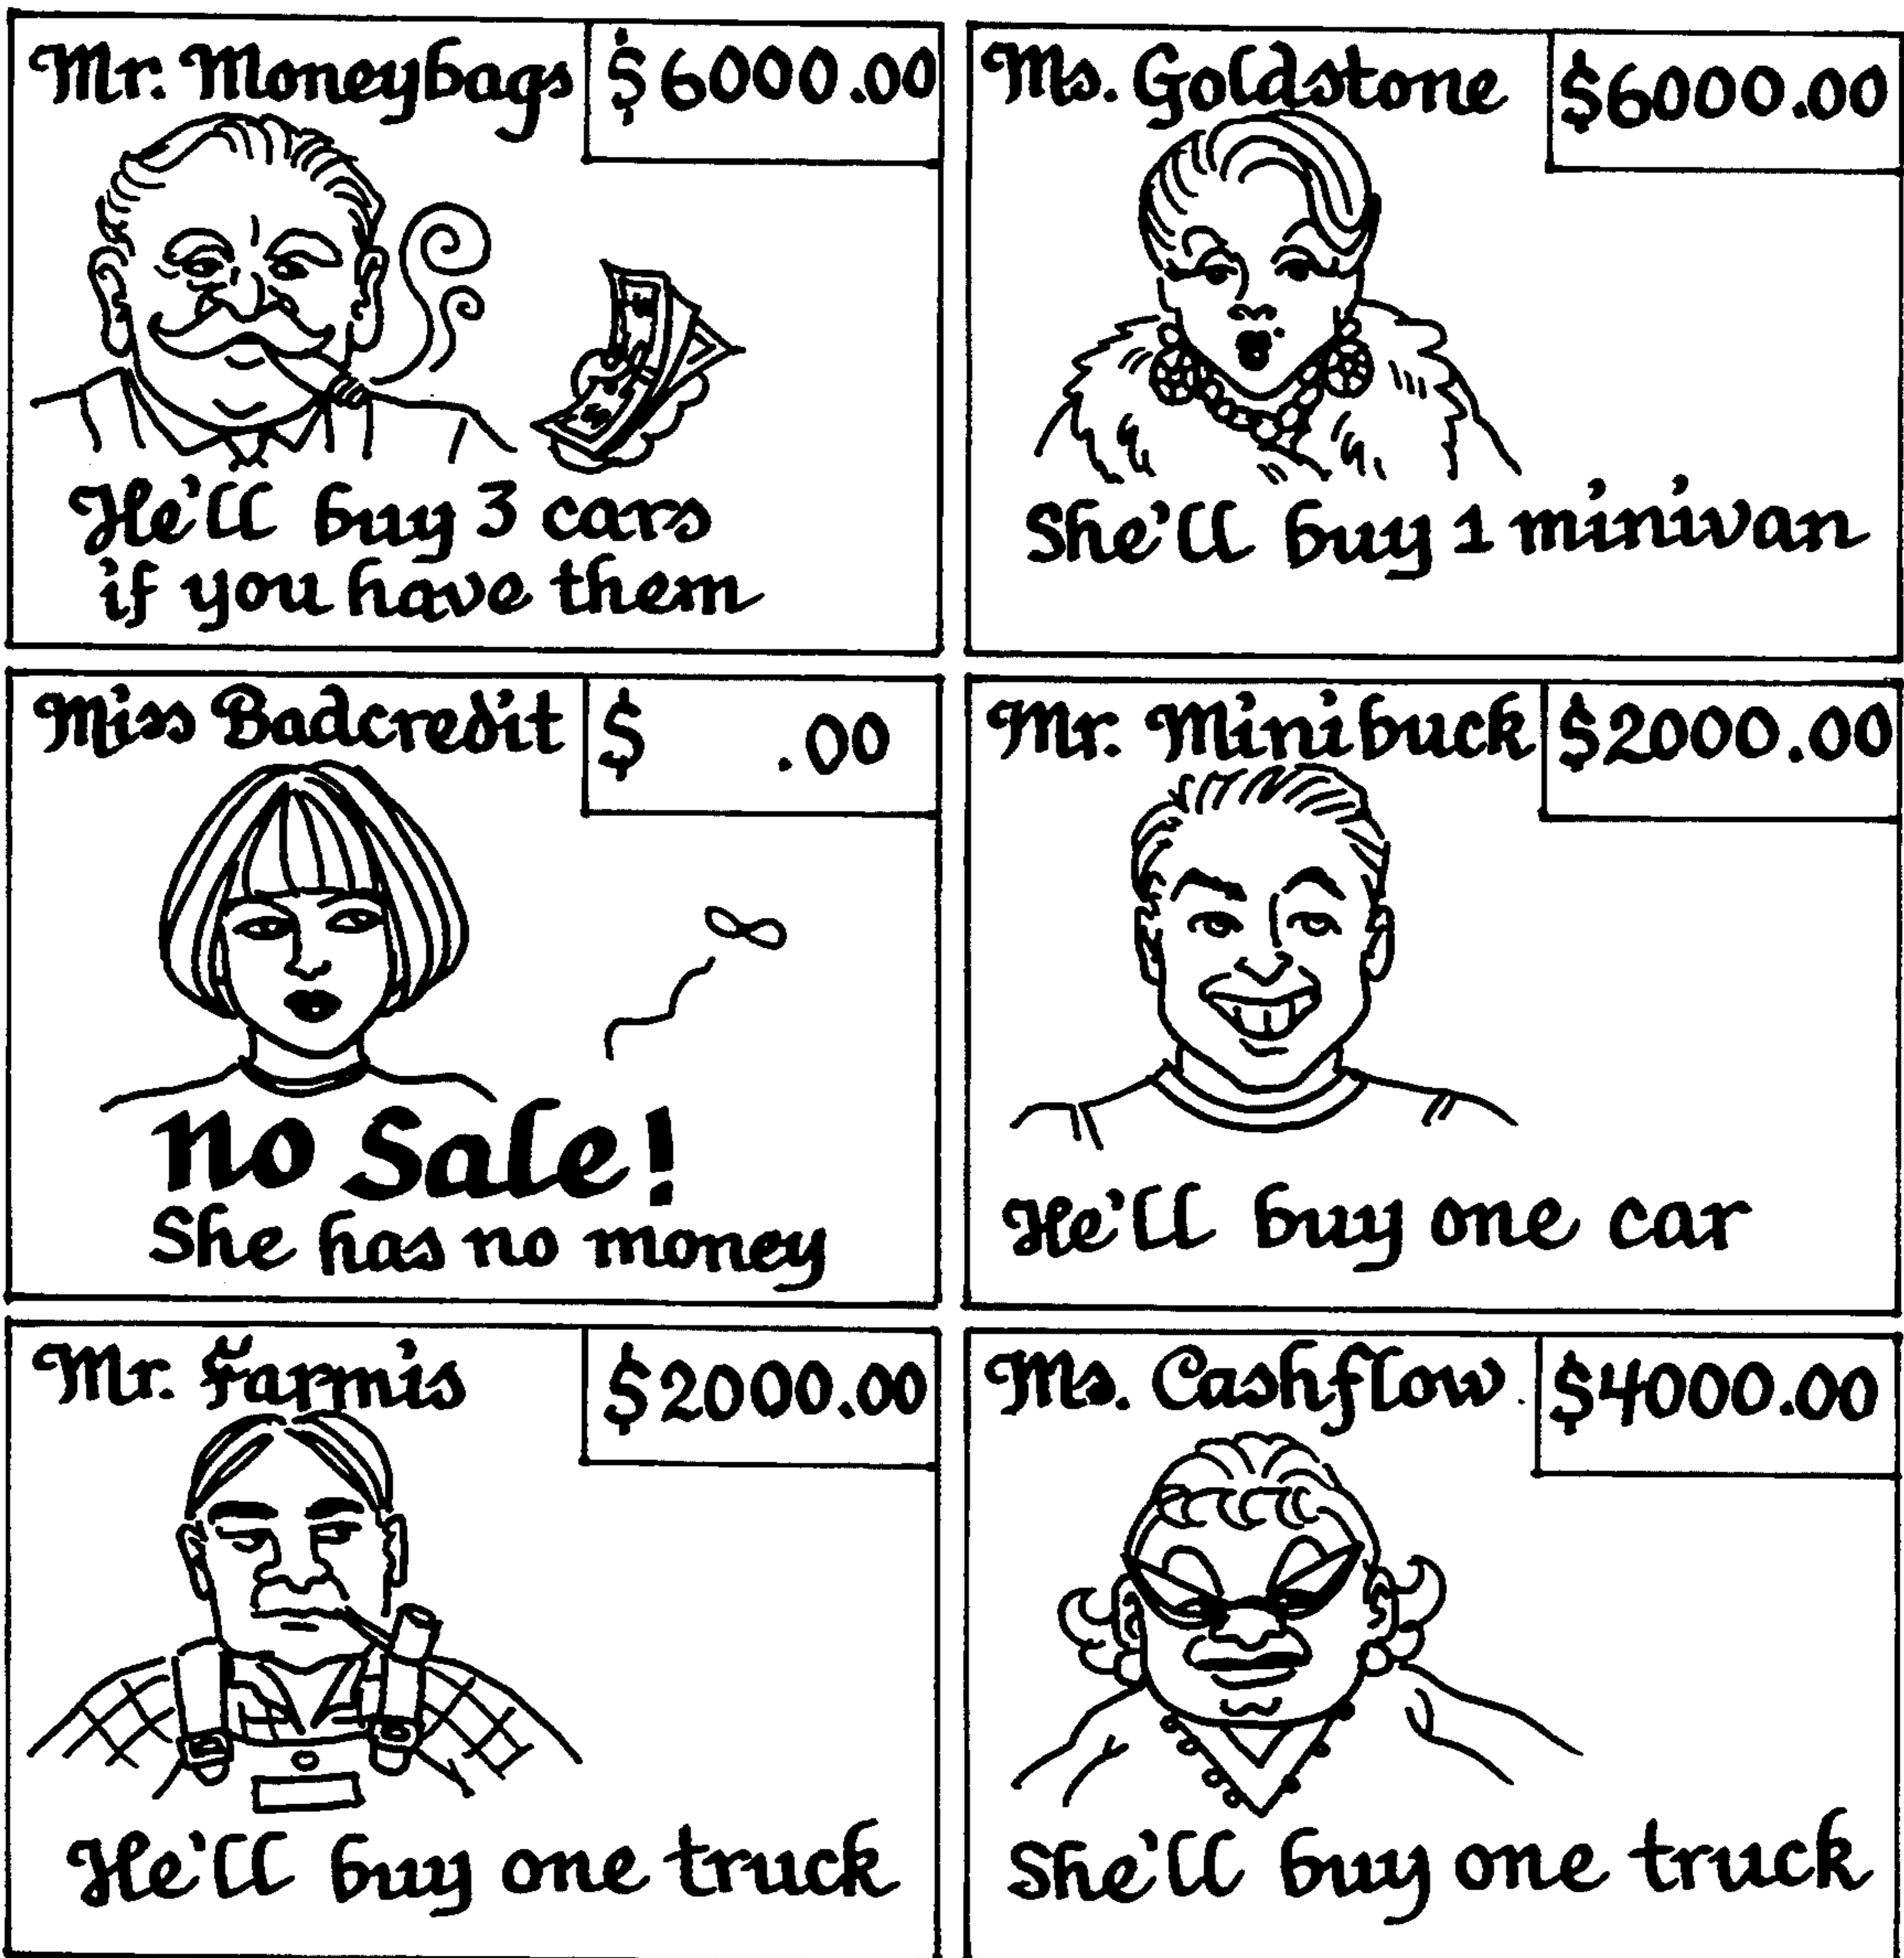 Mr. Moneybags $6000.00
He'll buy 3 cars
if you have them
Ms. Goldstone $6000.00
She'll buy 1 minivan
Miss Badcredit $ .00
no Sale!
She has no money
Mr. Minibuck $2000.00
He'll buy one car
Mr. Farmis $2000.00
He'll buy one truck
Ms. Cashflow $4000.00
She'll buy one truck